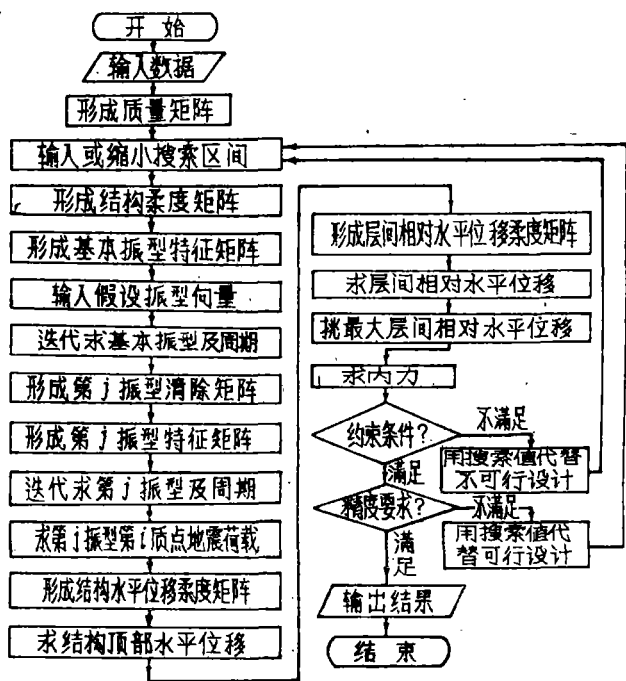 开始
输入数据
形成质量矩阵
输入或缩小搜索区间
形成结构柔度矩阵
形成基本振型特征矩阵
输入假设振型向量
迭代求基本振型及周期
形成第j振型清除矩阵
形成第j振型特征矩阵
迭代求第j振型及周期
求第j振型第i质点地震荷载
形成结构水平位移柔度矩阵
求结构顶部水平位移
形成层间相对水平位移柔度矩阵
求层间相对水平位移
挑最大层间相对水平位移
求内力
约束条件?
不满足
用搜索值代替
不可行设计
满足
精度要求?
不满足
用搜索值代
替可行设计
满
足
输出结果
结束